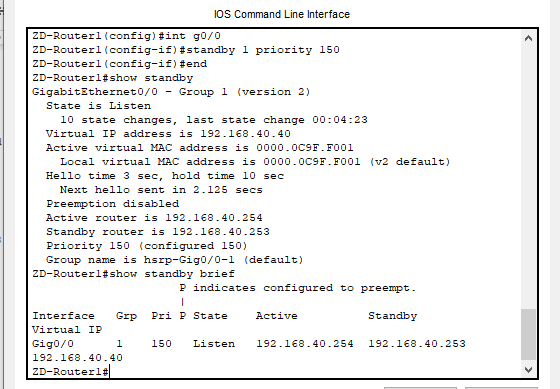 IOS Command Line Interface
ZD-Router1(config)#int g0/0
ZD-Router1(config-if)#standby 1 priority 150
ZD-Router1(config-if)#end
ZD-Router1#show standby
GigabitEthernet0/0 - Group 1 (version 2)
  State is Listen
    10 state changes, last state change 00:04:23
  Virtual IP address is 192.168.40.40
  Active virtual MAC address is 0000.0C9F.F001
    Local virtual MAC address is 0000.0C9F.F001 (v2 default)
  Hello time 3 sec, hold time 10 sec
    Next hello sent in 2.125 secs
  Preemption disabled
  Active router is 192.168.40.254
  Standby router is 192.168.40.253
  Priority 150 (configured 150)
  Group name is hsrp-Gig0/0-1 (default)
ZD-Router1#show standby brief
                     P indicates configured to preempt.
                     |
Interface   Grp  Pri P State    Active          Standby
Virtual IP
Gig0/0      1    150   Listen   192.168.40.254  192.168.40.253
192.168.40.40
ZD-Router1#